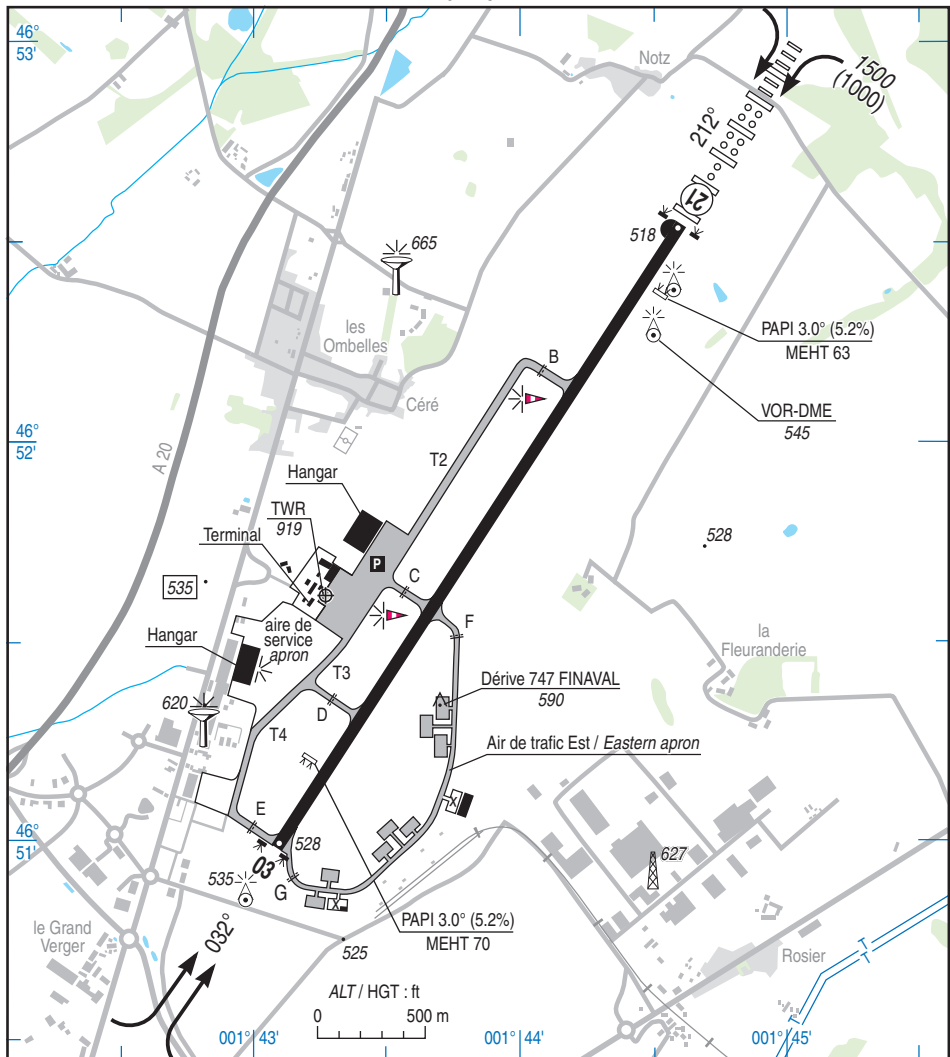 46°
53'
Notz
1500
(1000)
212°
21
518
665
les
Ombelles
PAPI 3.0° (5.2%)
MEHT 63
B
VOR-DME
545
Céré
46°
52'
A 20
T2
Hangar
TWR
919
Terminal
528
P
C
535
F
aire de
service
apron
Hangar
la
Fleuranderie
T3
Dérive 747 FINAVAL
590
620
D
T4
Air de trafic Est / Eastern apron
E
X
46°
51'
528
03
627
535
G
X
PAPI 3.0° (5.2%)
MEHT 70
le Grand
Verger
032°
525
Rosier
T
T
ALT / HGT : ft
0 500 m
001° 43'
001° 44'
001° 45'